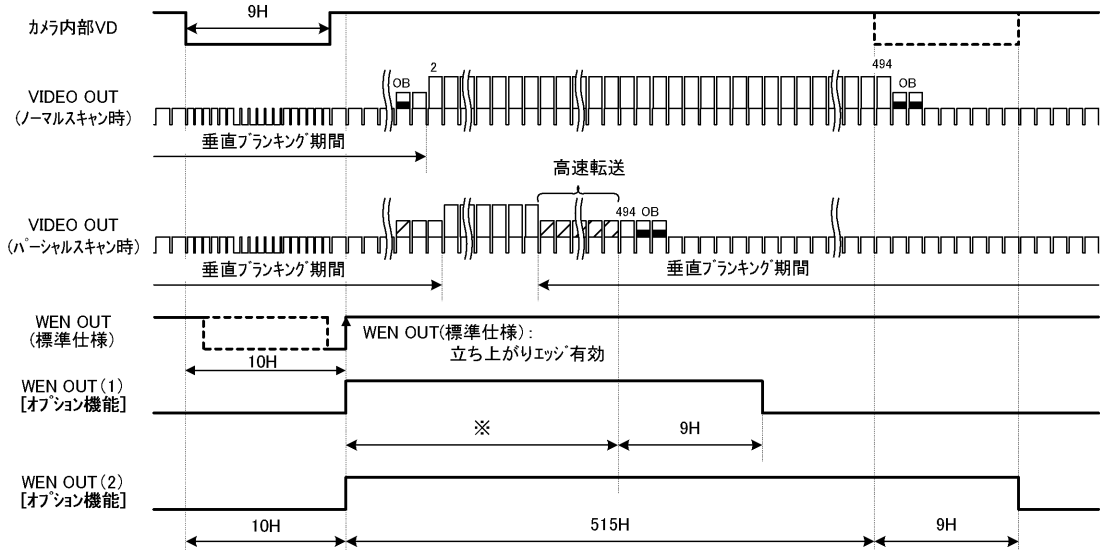 9H
カメラ内部VD
494
2
OB
OB
VIDEO OUT
(ノーマルスキャン時)
垂直ブランキング期間
高速転送
494 OB
VIDEO OUT
(パーシャルスキャン時)
垂直ブランキング期間
垂直ブランキング期間
WEN OUT
(標準仕様)
WEN OUT(標準仕様):
立ち上がりエッジ有効
10H
WEN OUT(1)
[オプション機能]
※
9H
WEN OUT(2)
[オプション機能]
10H
515H
9H